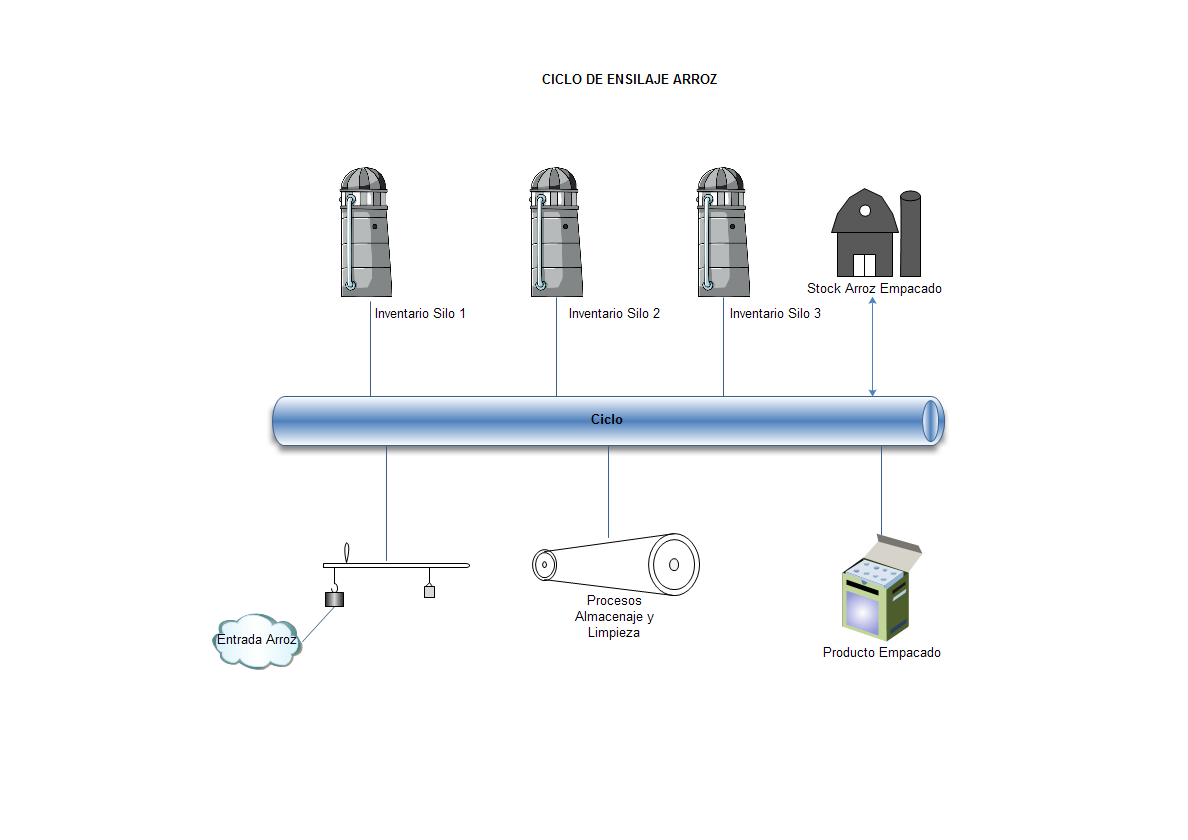 CICLO DE ENSILAJE ARROZ
Stock Arroz Empacado
Inventario Silo 1
Inventario Silo 2
Inventario Silo 3
Ciclo
Procesos
Almacenaje y
Limpieza
Entrada Arroz
Producto Empacado